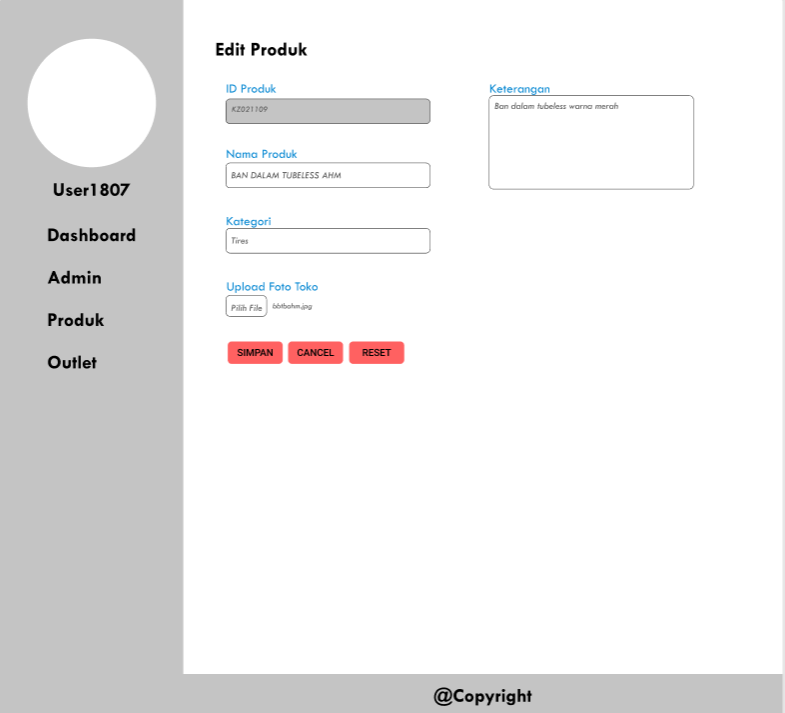 User1807
Dashboard
Admin
Produk
Outlet
Edit Produk
ID Produk
KZ021109
Nama Produk
BAN DALAM TUBELESS AHM
Kategori
Tires
Upload Foto Toko
Pilih File bbtbahm.jpg
SIMPAN CANCEL RESET
Keterangan
Ban dalam tubeless warna merah
@Copyright